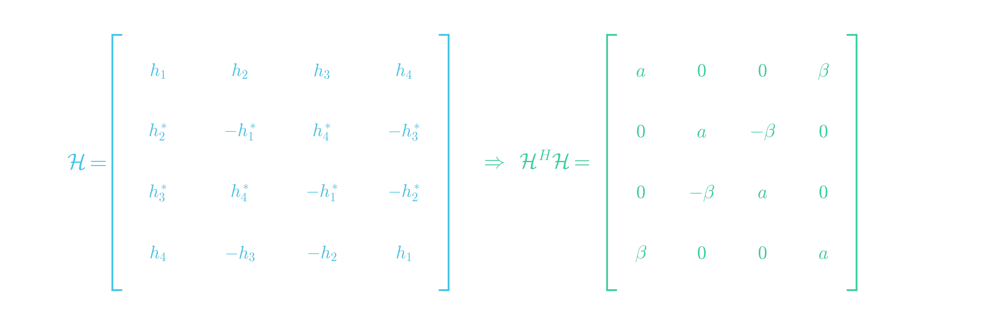 h₁ h₂ h₃ h₄ a 0 0 β
h₂* −h₁* h₄* −h₃* 0 a −β 0
ℋ = ⇒ ℋᴴℋ =
h₃* h₄* −h₁* −h₂* 0 −β a 0
h₄ −h₃ −h₂ h₁ β 0 0 a